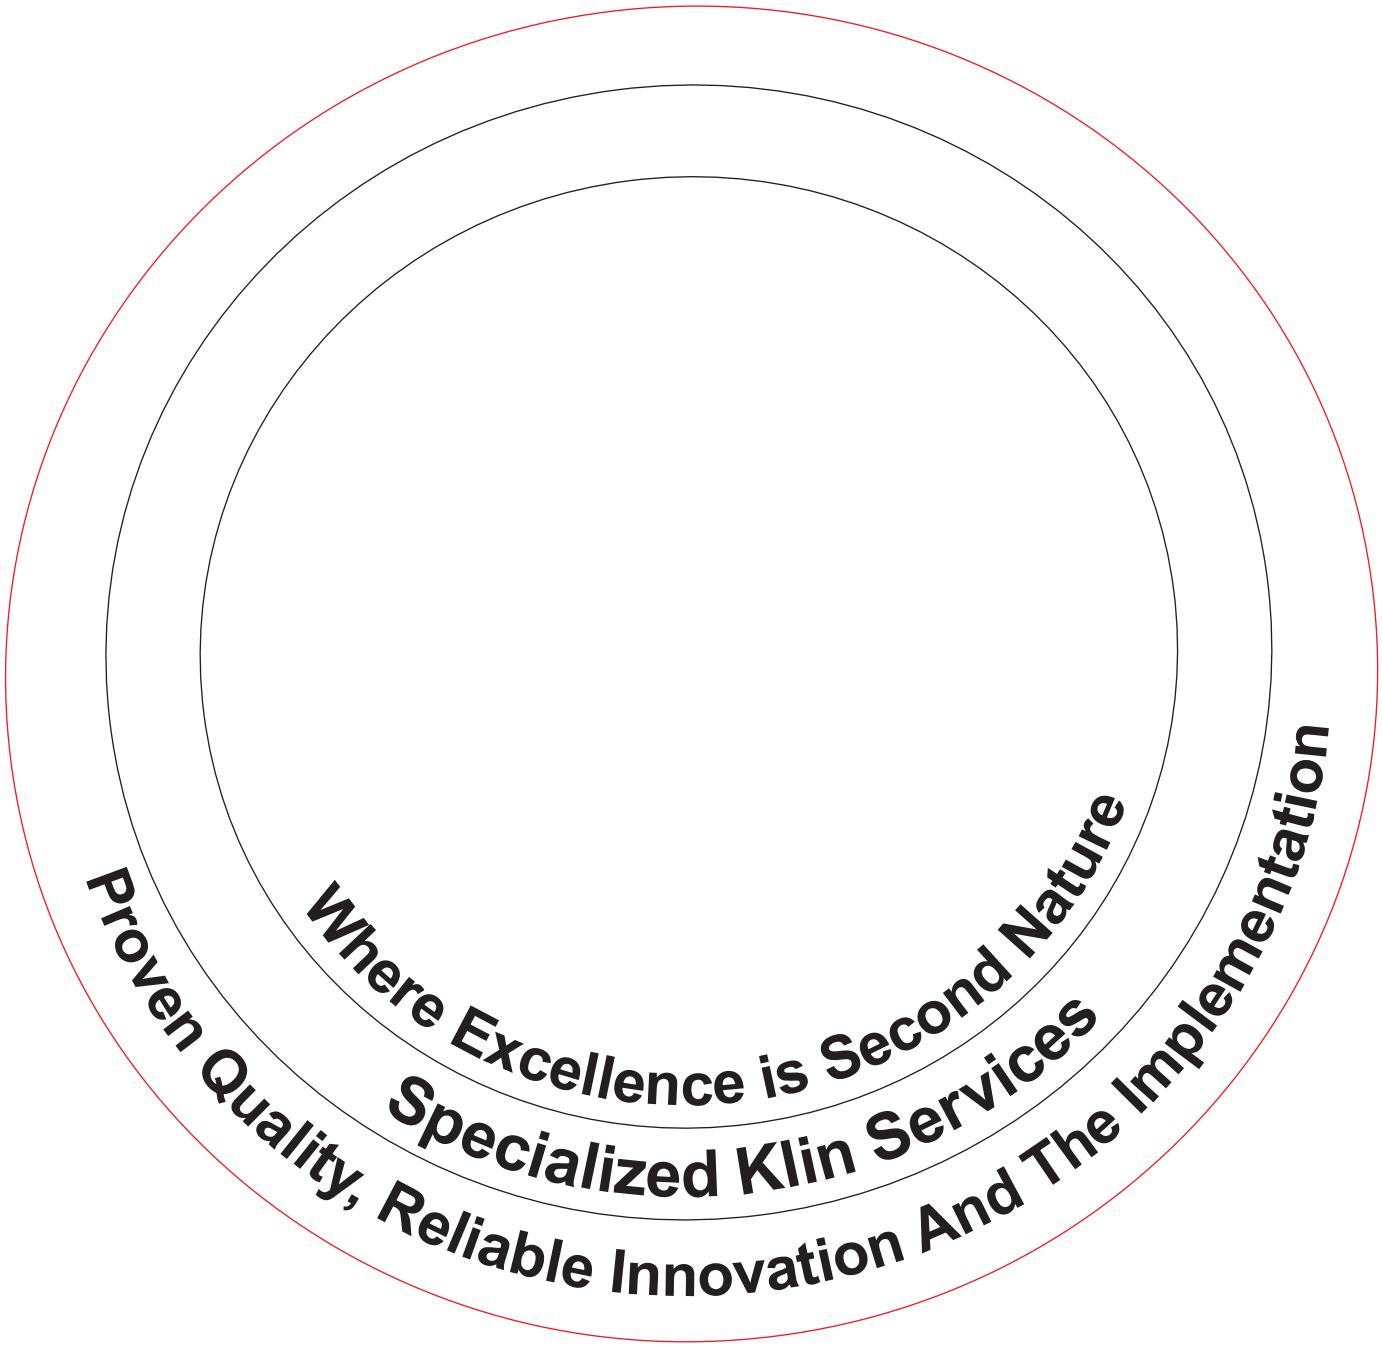 Where Excellence is Second Nature
Specialized Klin Services
Proven Quality, Reliable Innovation And The Implementation